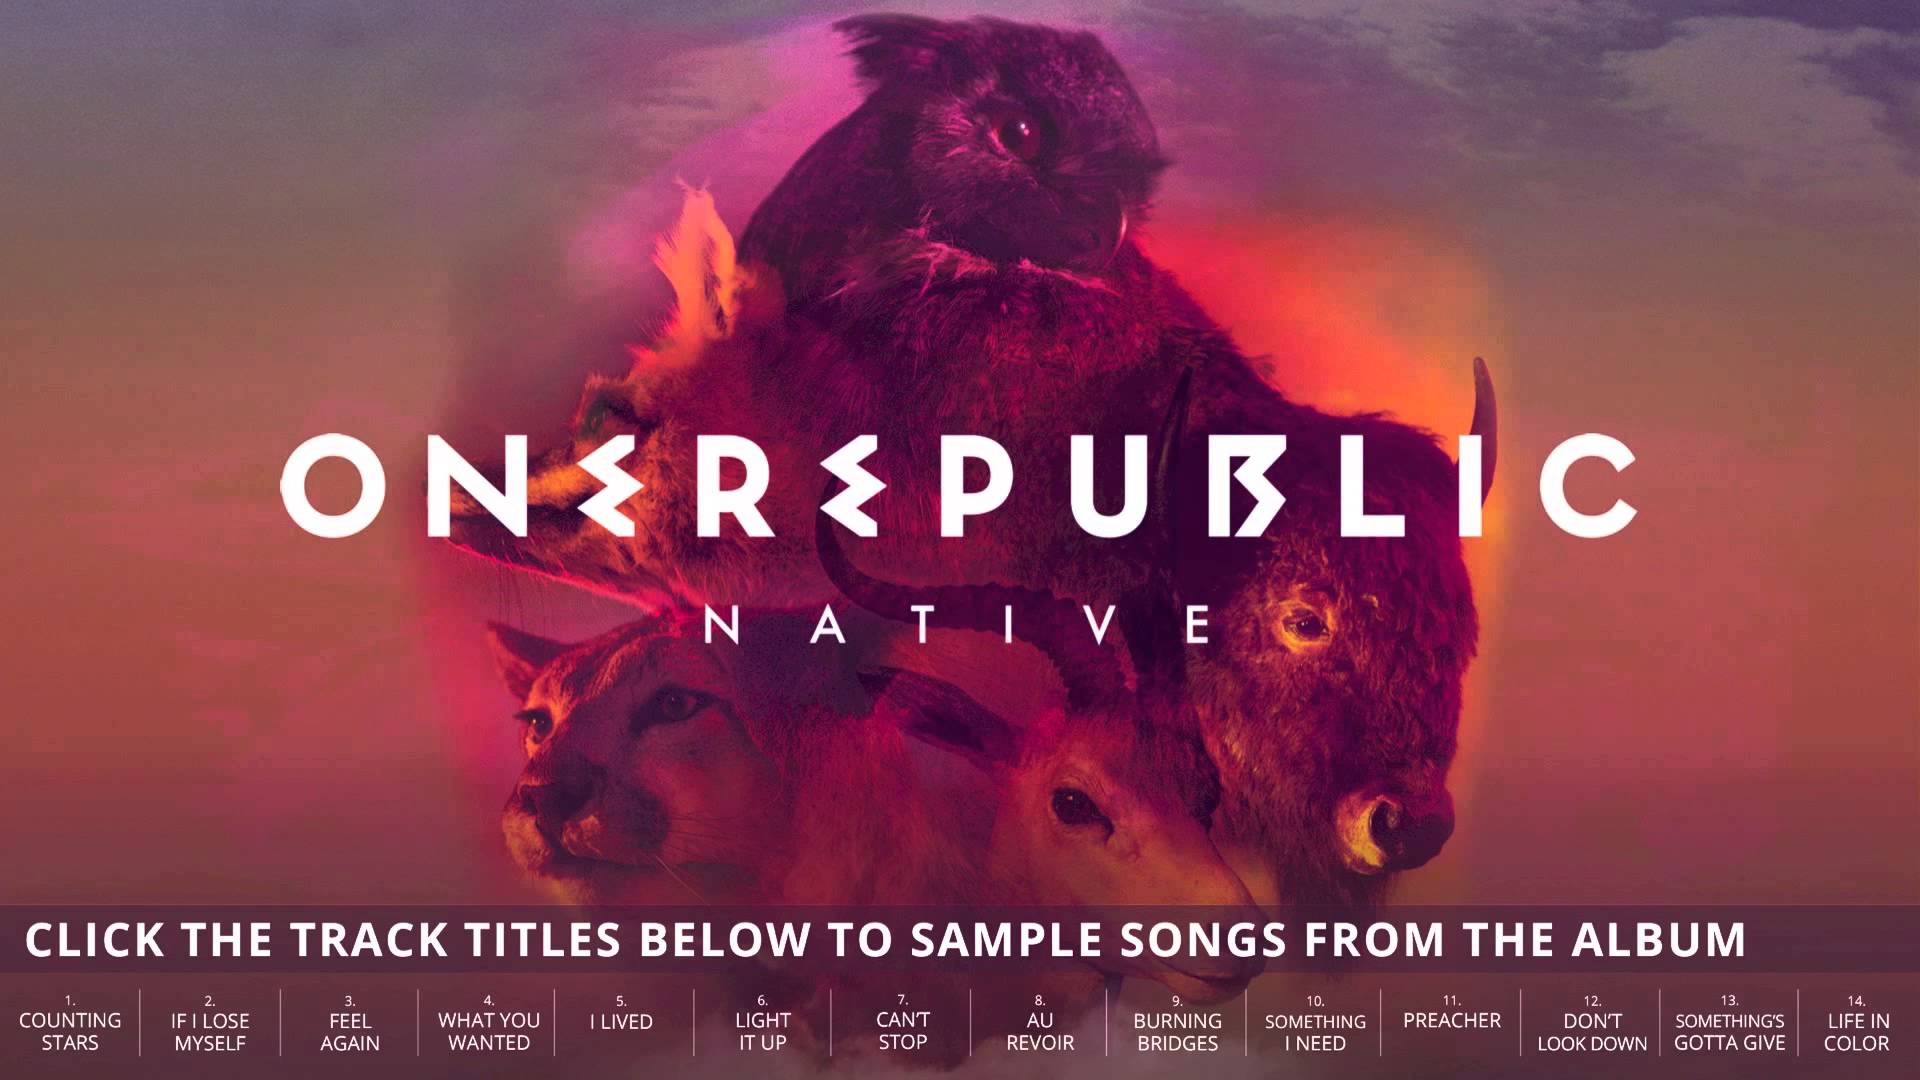 ONEREPUBLIC
NATIVE
CLICK THE TRACK TITLES BELOW TO SAMPLE SONGS FROM THE ALBUM
1.
COUNTING
STARS
2.
IF I LOSE
MYSELF
3.
FEEL
AGAIN
4.
WHAT YOU
WANTED
5.
I LIVED
6.
LIGHT
IT UP
7.
CAN'T
STOP
8.
AU
REVOIR
9.
BURNING
BRIDGES
10.
SOMETHING
I NEED
11.
PREACHER
12.
DON'T
LOOK DOWN
13.
SOMETHING'S
GOTTA GIVE
14.
LIFE IN
COLOR